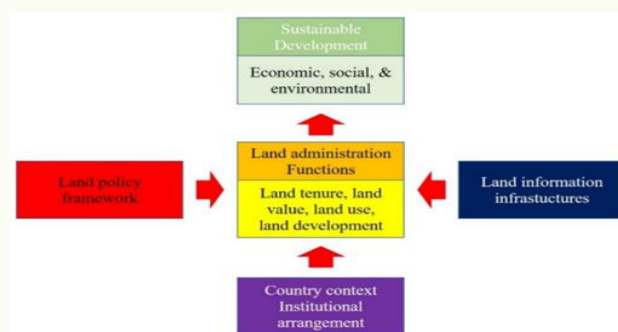 Sustainable
Development
Economic, social, &
environmental
Land administration
Functions
Land policy
framework
Land tenure, land
value, land use,
land development
Land information
infrastuctures
Country context
Institutional
arrangement